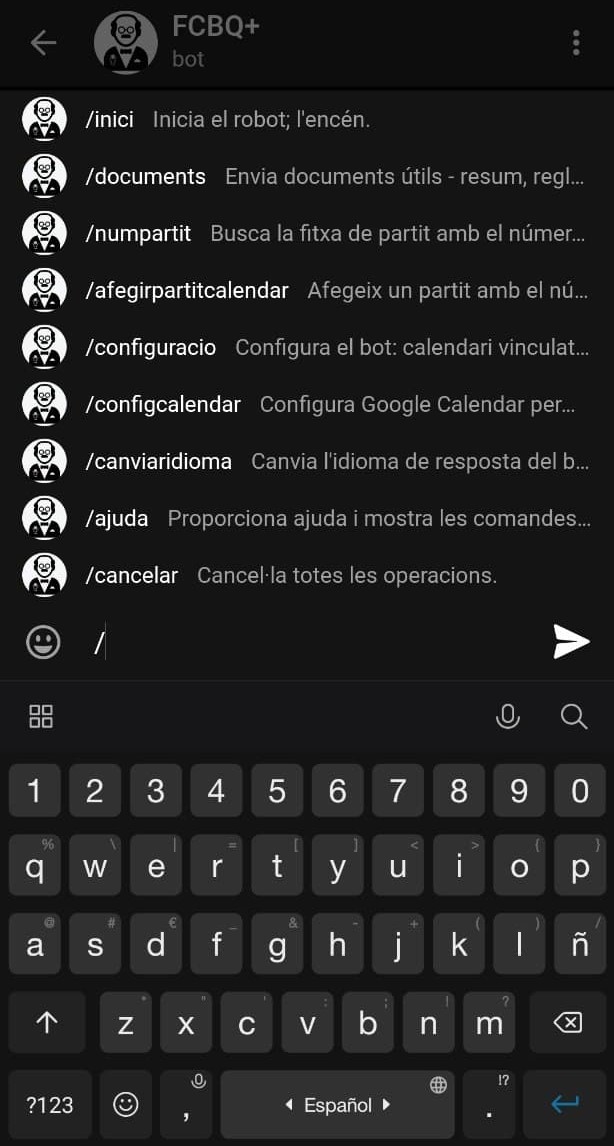 FCBQ+
bot
/inici Inicia el robot; l'encén.
/documents Envia documents útils - resum, regl...
/numpartit Busca la fitxa de partit amb el númer...
/afegirpartitcalendar Afegeix un partit amb el nú...
/configuracio Configura el bot: calendari vinculat...
/configcalendar Configura Google Calendar per...
/canviaridioma Canvia l'idioma de resposta del b...
/ajuda Proporciona ajuda i mostra les comandes...
/cancelar Cancel·la totes les operacions.
/
1 2 3 4 5 6 7 8 9 0
% \ | = [ ] < > { }
q w e r t y u i o p
@ # € _ & - + ( ) /
a s d f g h j k l ñ
* " ' : ; ! ?
z x c v b n m
!?
?123 , Español .